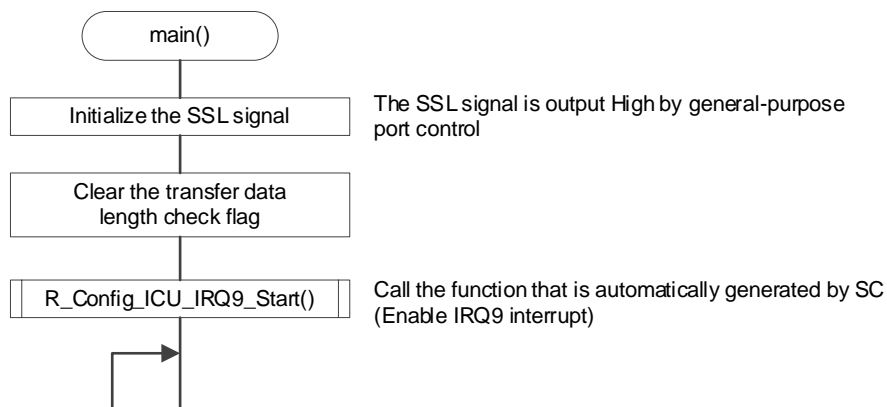 main()
Initialize the SSL signal
The SSL signal is output High by general-purpose
port control
Clear the transfer data
length check flag
R_Config_ICU_IRQ9_Start()
Call the function that is automatically generated by SC
(Enable IRQ9 interrupt)